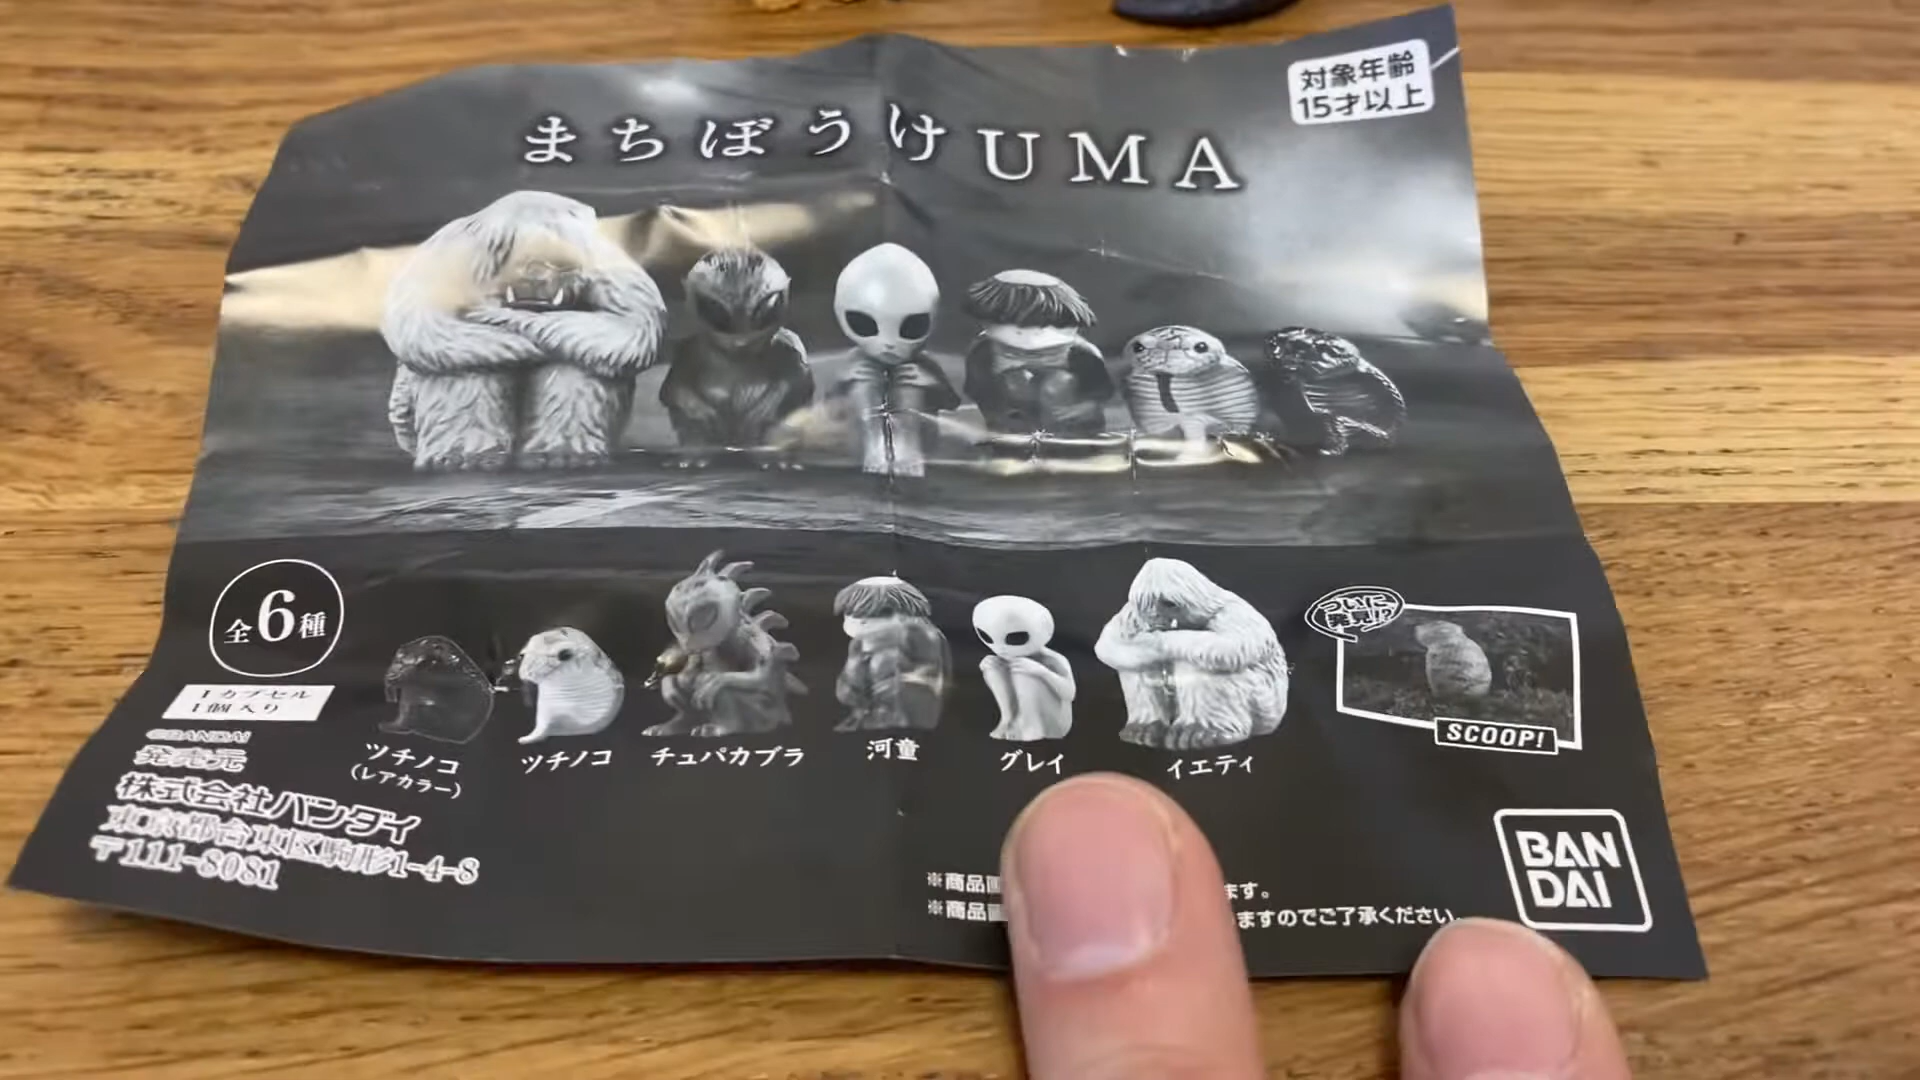 対象年齢
15才以上
まちぼうけUMA
全6種
1カプセル
1個入り
©BANDAI
発売元
株式会社バンダイ
東京都台東区駒形1-4-8
〒111-8081
ツチノコ
(レアカラー)
ツチノコ
チュパカブラ
河童
グレイ
イエティ
ついに
発見!?
SCOOP!
※商品画 ます。
※商品画 ますのでご了承ください。
BAN
DAI